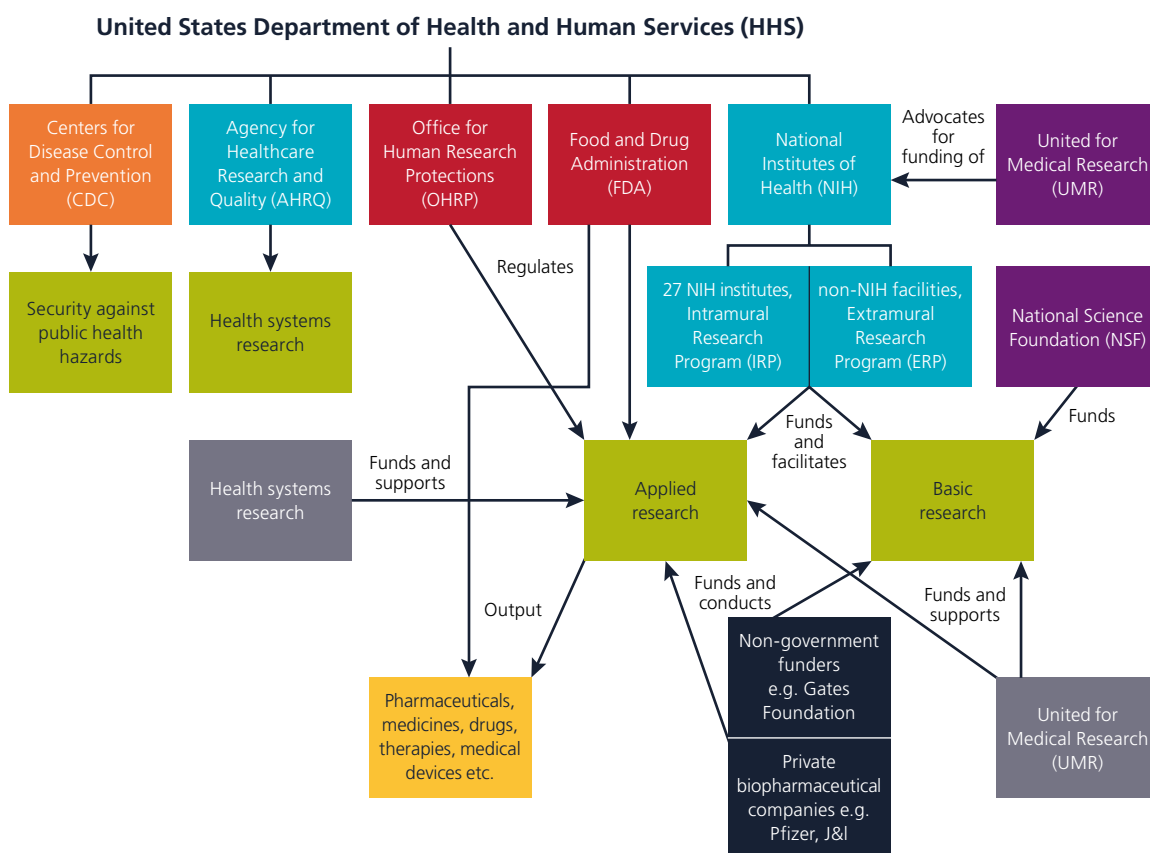 United States Department of Health and Human Services (HHS)
Centers for
Disease Control
and Prevention
(CDC)
Agency for
Healthcare
Research and
Quality (AHRQ)
Office for
Human Research
Protections
(OHRP)
Food and Drug
Administration
(FDA)
National
Institutes of
Health (NIH)
Advocates
for
funding of
United for
Medical Research
(UMR)
Security against
public health
hazards
Health systems
research
Regulates
27 NIH institutes,
Intramural
Research
Program (IRP)
non-NIH facilities,
Extramural
Research
Program (ERP)
National Science
Foundation (NSF)
Funds
and
facilitates
Funds
Health systems
research
Funds and
supports
Applied
research
Basic
research
Output
Funds and
conducts
Funds and
supports
Pharmaceuticals,
medicines, drugs,
therapies, medical
devices etc.
Non-government
funders
e.g. Gates
Foundation
Private
biopharmaceutical
companies e.g.
Pfizer, J&l
United for
Medical Research
(UMR)